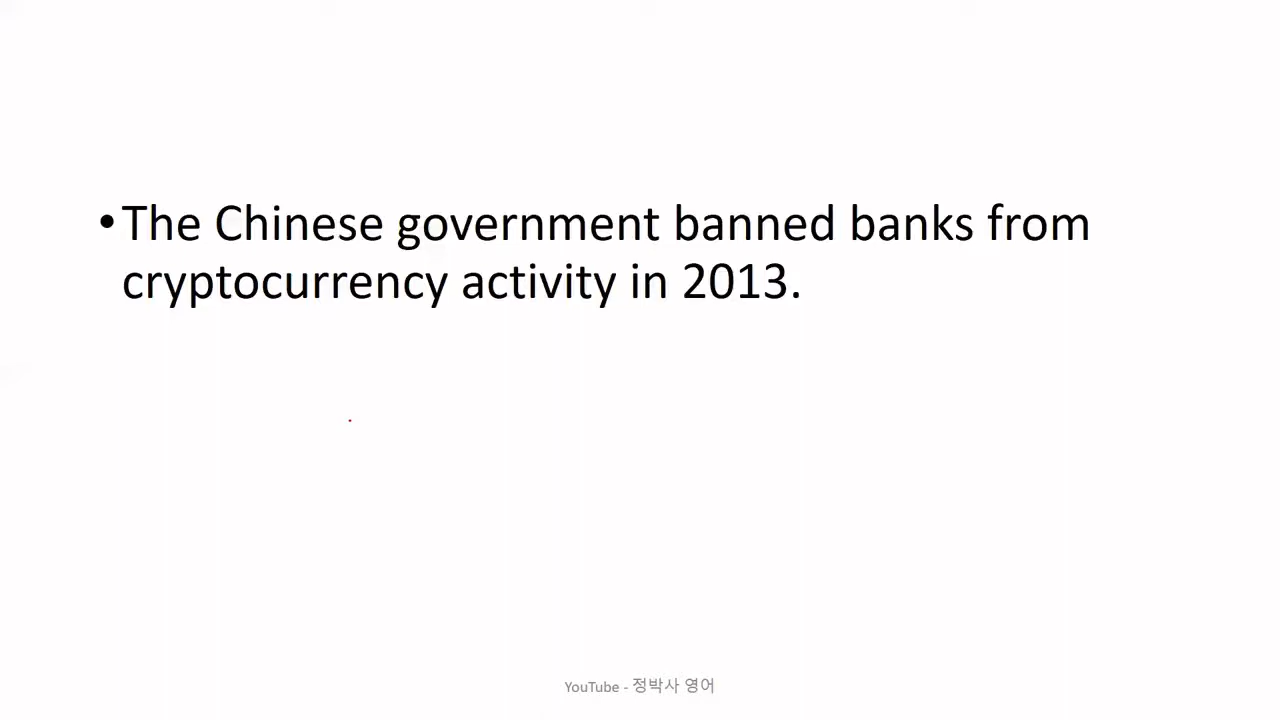 •The Chinese government banned banks from
cryptocurrency activity in 2013.
YouTube - 정박사 영어